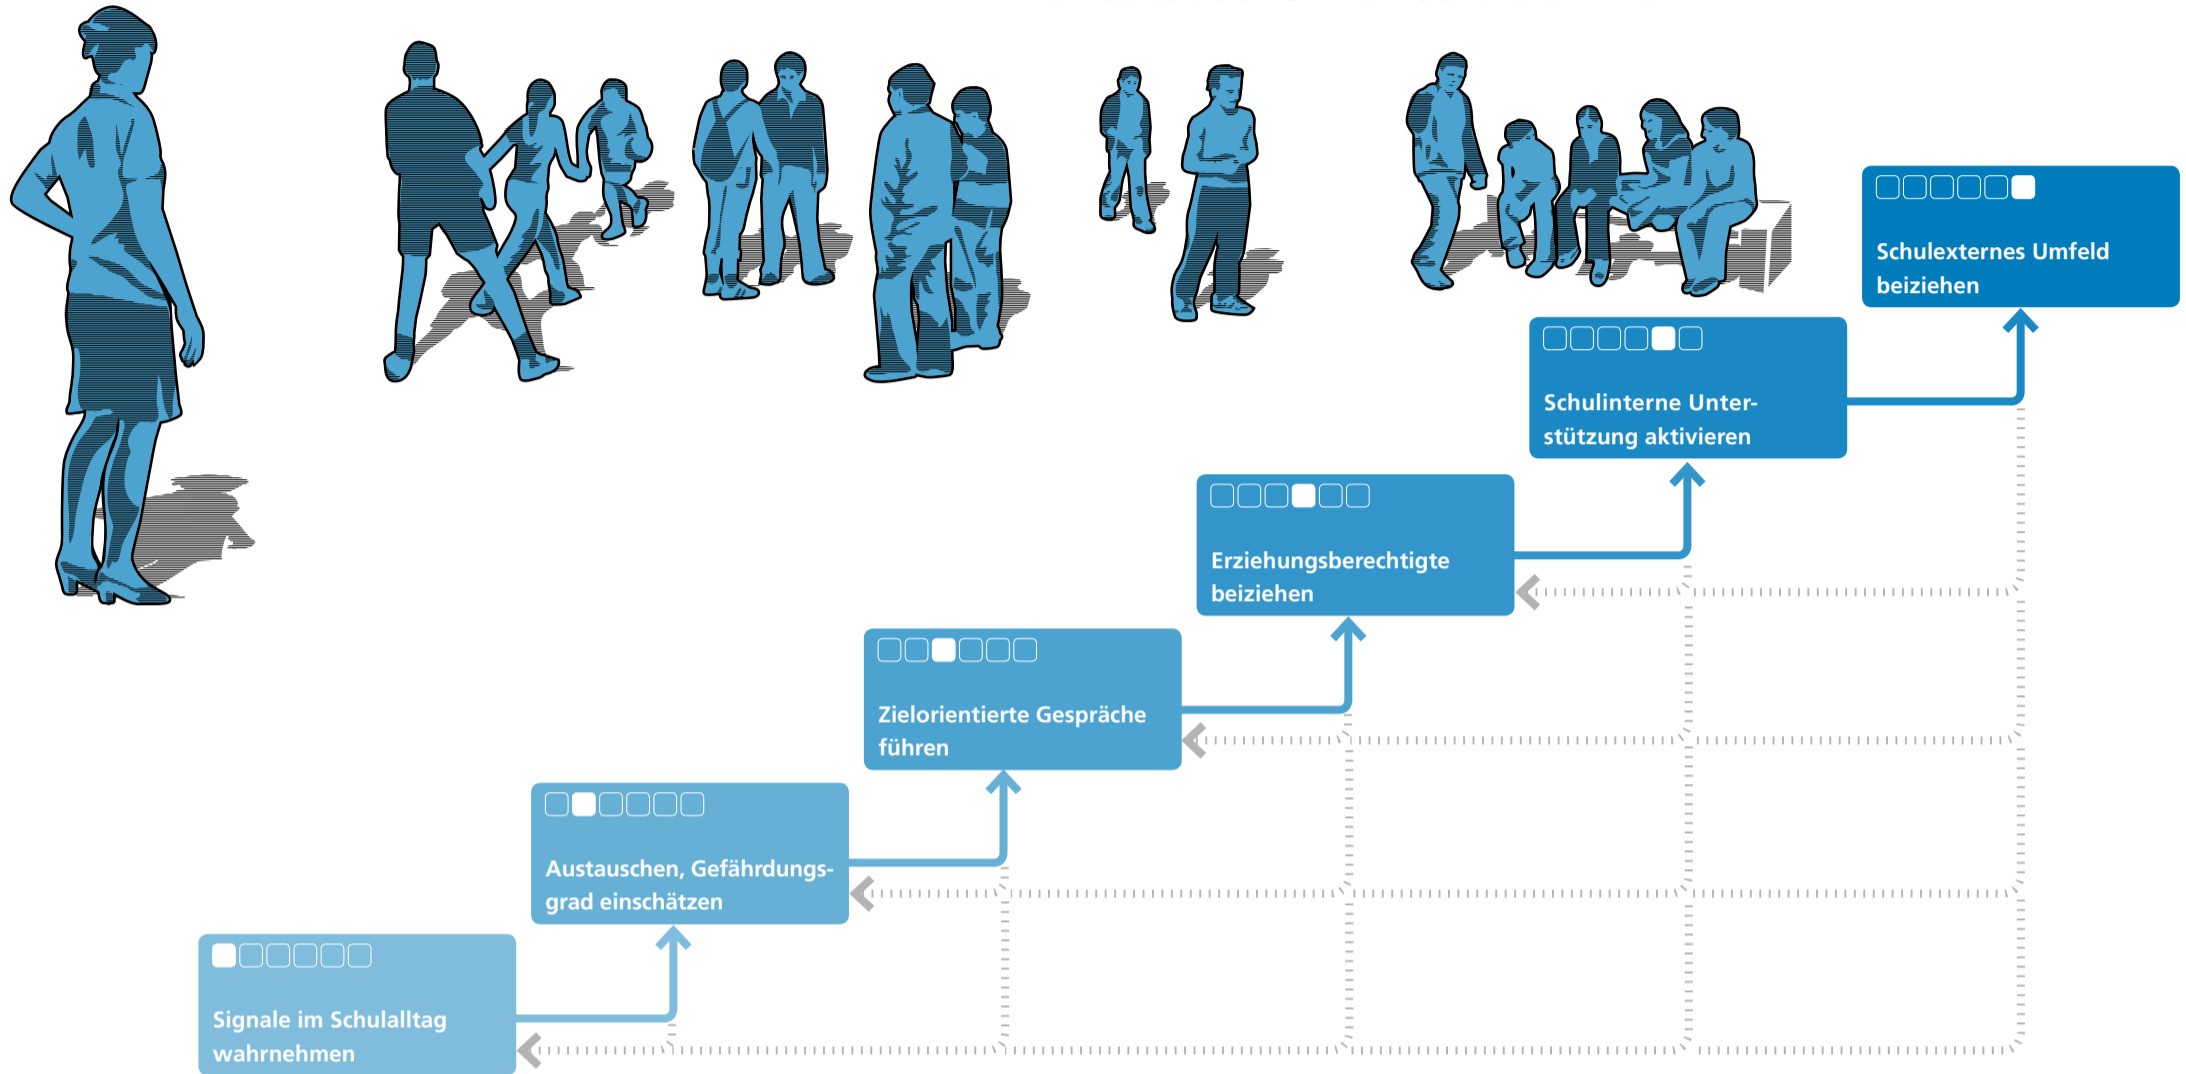 Schulexternes Umfeld
beiziehen
Schulinterne Unter-
stützung aktivieren
Erziehungsberechtigte
beiziehen
Zielorientierte Gespräche
führen
Austauschen, Gefährdungs-
grad einschätzen
Signale im Schulalltag
wahrnehmen